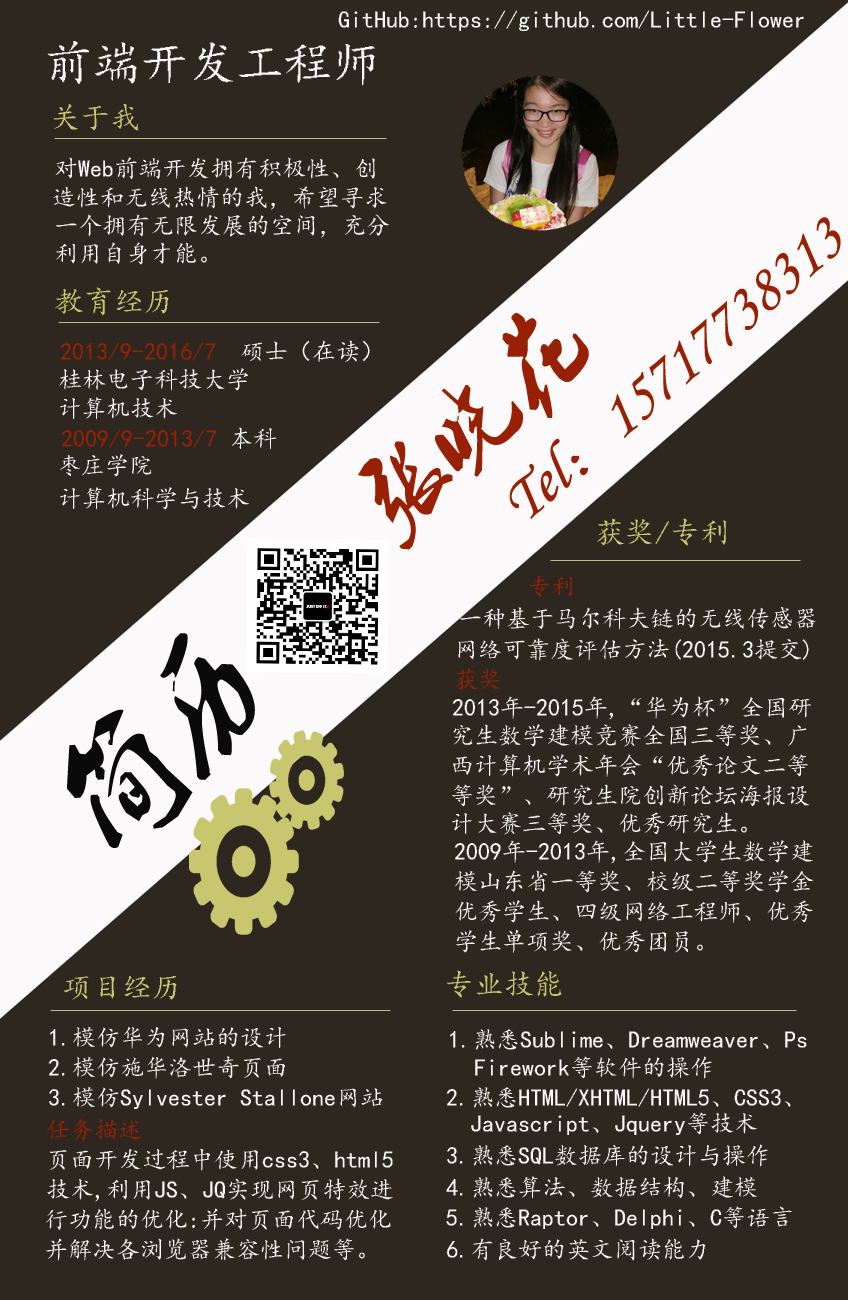 GitHub:https://github.com/Little-Flower
前端开发工程师
关于我
对Web前端开发拥有积极性、创
造性和无线热情的我，希望寻求
一个拥有无限发展的空间，充分
利用自身才能。
教育经历
2013/9-2016/7 硕士（在读）
桂林电子科技大学
计算机技术
2009/9-2013/7 本科
枣庄学院
计算机科学与技术
张晓花
Tel: 15717738313
简历
获奖/专利
专利
一种基于马尔科夫链的无线传感器
网络可靠度评估方法(2015.3提交)
获奖
2013年-2015年,“华为杯”全国研
究生数学建模竞赛全国三等奖、广
西计算机学术年会“优秀论文二等
等奖”、研究生院创新论坛海报设
计大赛三等奖、优秀研究生。
2009年-2013年,全国大学生数学建
模山东省一等奖、校级二等奖学金
优秀学生、四级网络工程师、优秀
学生单项奖、优秀团员。
项目经历
1.模仿华为网站的设计
2.模仿施华洛世奇页面
3.模仿Sylvester Stallone网站
任务描述
页面开发过程中使用css3、html5
技术,利用JS、JQ实现网页特效进
行功能的优化:并对页面代码优化
并解决各浏览器兼容性问题等。
专业技能
1.熟悉Sublime、Dreamweaver、Ps
Firework等软件的操作
2.熟悉HTML/XHTML/HTML5、CSS3、
Javascript、Jquery等技术
3.熟悉SQL数据库的设计与操作
4.熟悉算法、数据结构、建模
5.熟悉Raptor、Delphi、C等语言
6.有良好的英文阅读能力